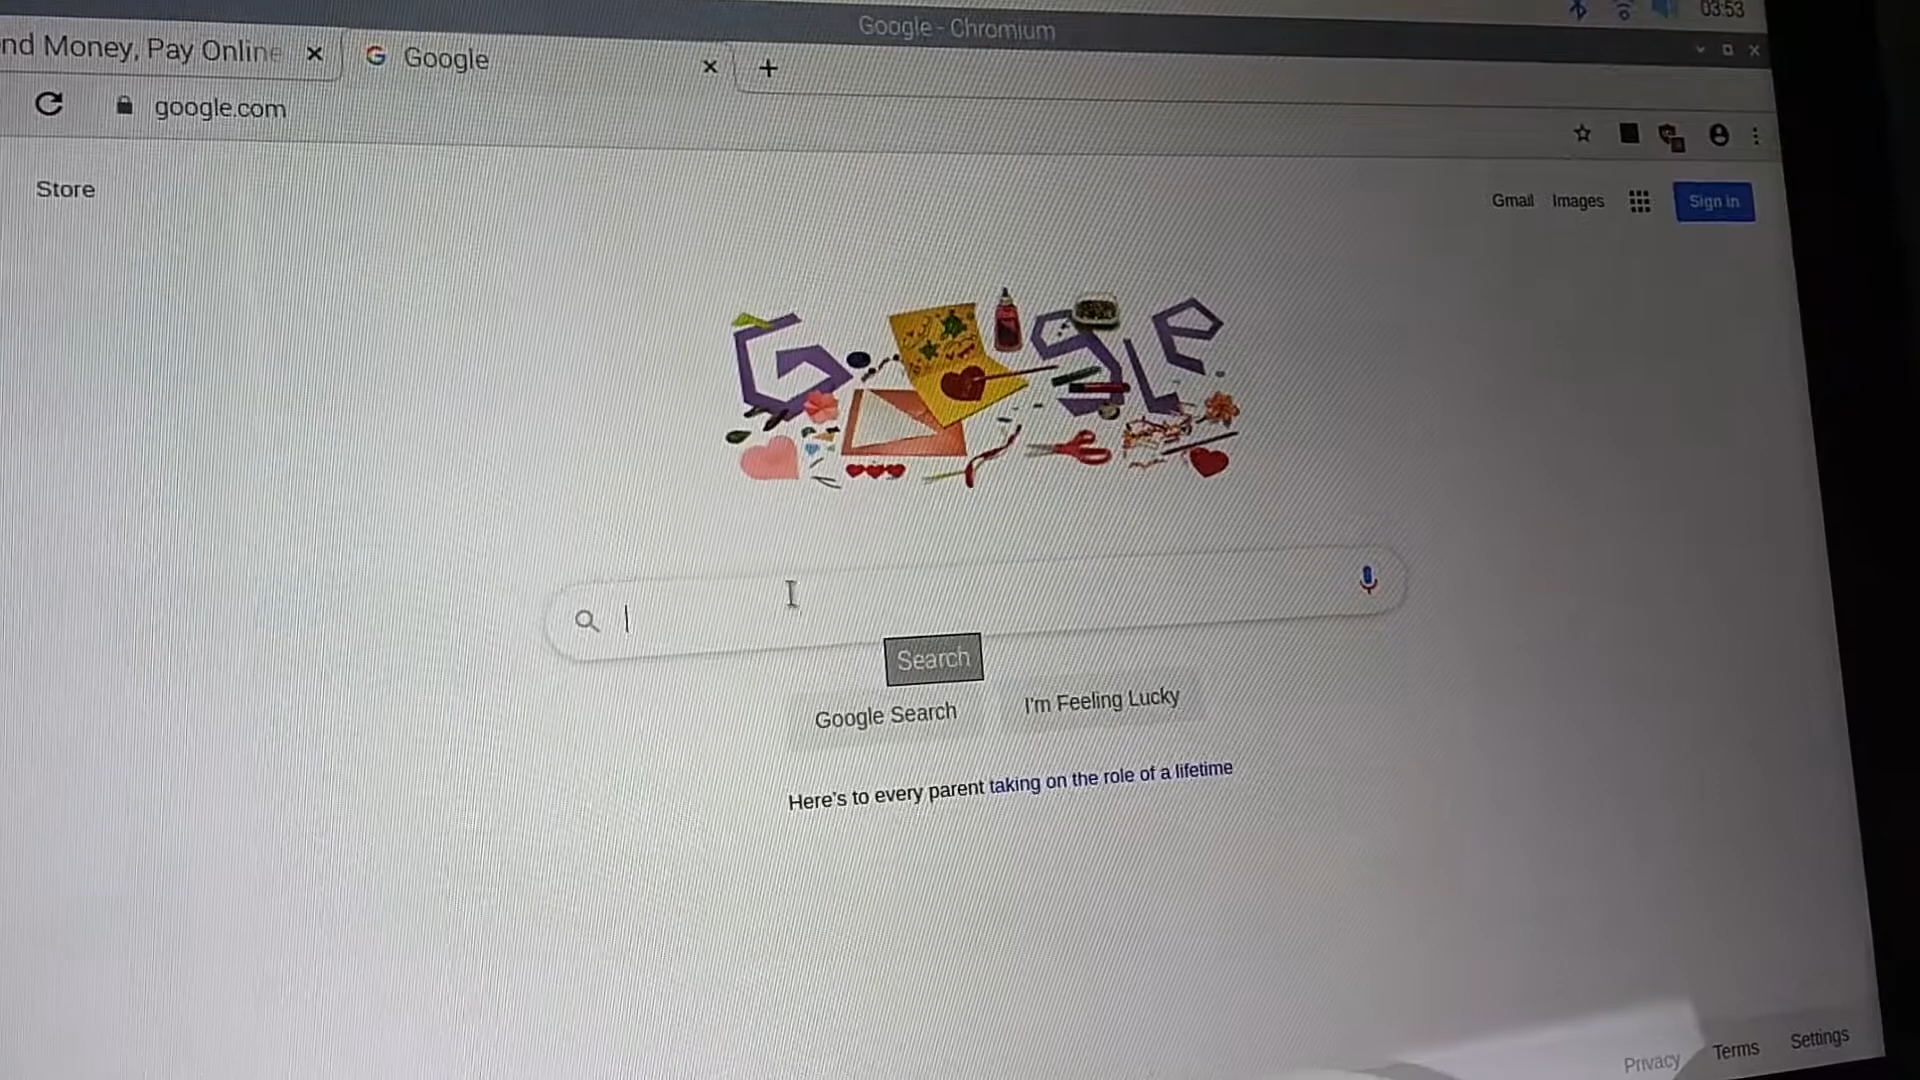 Google - Chromium
03:53
nd Money, Pay Online
Google
google.com
Store
Gmail Images
Sign in
Search
Google Search
I'm Feeling Lucky
Here's to every parent taking on the role of a lifetime
Privacy Terms Settings